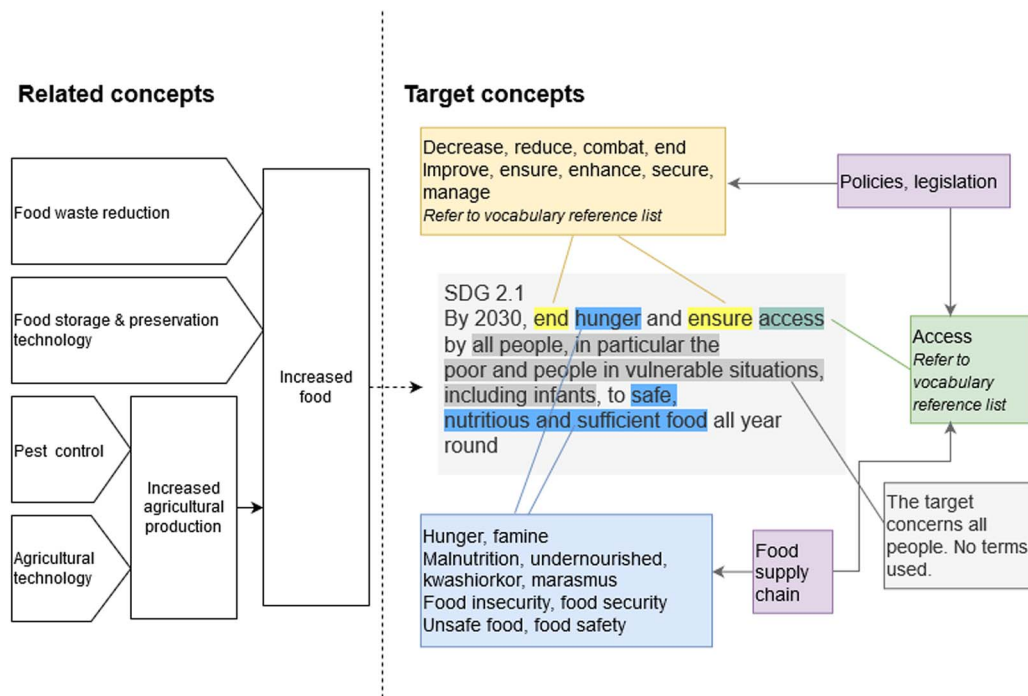 Related concepts
Food waste reduction
Food storage & preservation
technology
Pest control
Agricultural
technology
Increased
agricultural
production
Increased
food
Target concepts
Decrease, reduce, combat, end
Improve, ensure, enhance, secure,
manage
Refer to vocabulary reference list
Policies, legislation
SDG 2.1
By 2030, end hunger and ensure access
by all people, in particular the
poor and people in vulnerable situations,
including infants, to safe,
nutritious and sufficient food all year
round
Access
Refer to
vocabulary
reference list
The target
concerns all
people. No terms
used.
Hunger, famine
Malnutrition, undernourished,
kwashiorkor, marasmus
Food insecurity, food security
Unsafe food, food safety
Food
supply
chain